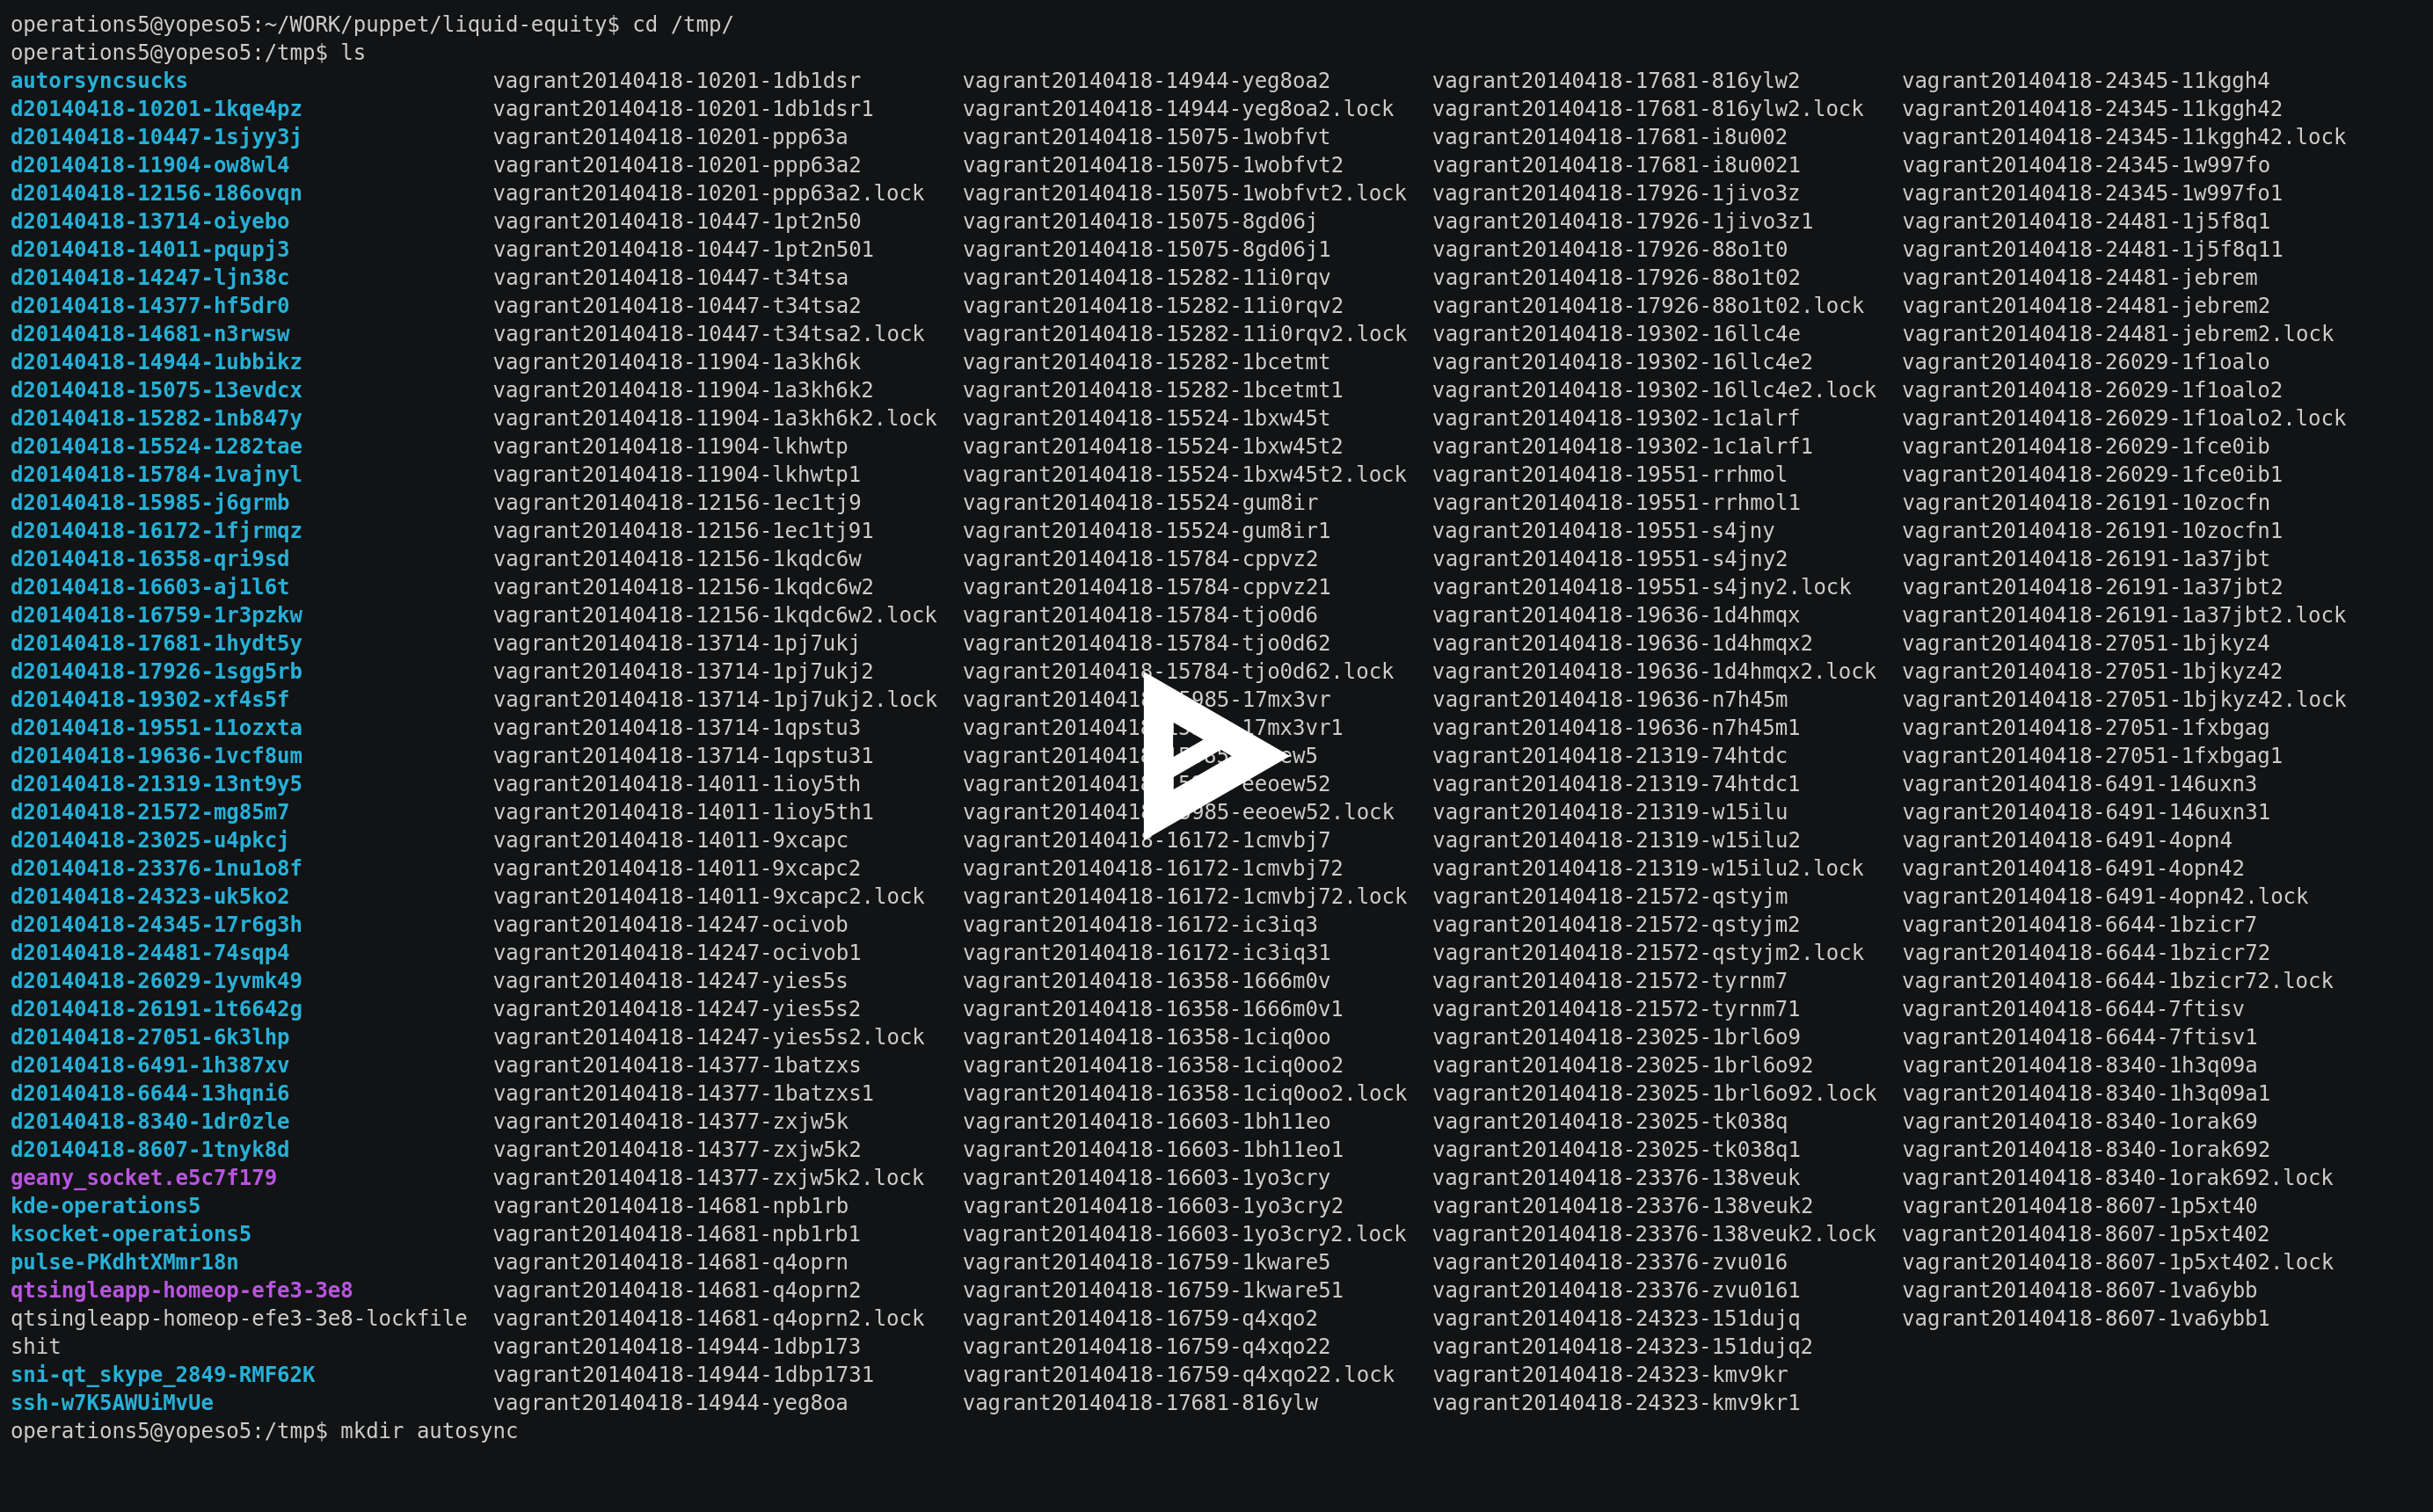 operations5@yopeso5:~/WORK/puppet/liquid-equity$ cd /tmp/
operations5@yopeso5:/tmp$ ls
autorsyncsucks vagrant20140418-10201-1db1dsr vagrant20140418-14944-yeg8oa2 vagrant20140418-17681-816ylw2 vagrant20140418-24345-11kggh4
d20140418-10201-1kqe4pz vagrant20140418-10201-1db1dsr1 vagrant20140418-14944-yeg8oa2.lock vagrant20140418-17681-816ylw2.lock vagrant20140418-24345-11kggh42
d20140418-10447-1sjyy3j vagrant20140418-10201-ppp63a vagrant20140418-15075-1wobfvt vagrant20140418-17681-i8u002 vagrant20140418-24345-11kggh42.lock
d20140418-11904-ow8wl4 vagrant20140418-10201-ppp63a2 vagrant20140418-15075-1wobfvt2 vagrant20140418-17681-i8u0021 vagrant20140418-24345-1w997fo
d20140418-12156-186ovqn vagrant20140418-10201-ppp63a2.lock vagrant20140418-15075-1wobfvt2.lock vagrant20140418-17926-1jivo3z vagrant20140418-24345-1w997fo1
d20140418-13714-oiyebo vagrant20140418-10447-1pt2n50 vagrant20140418-15075-8gd06j vagrant20140418-17926-1jivo3z1 vagrant20140418-24481-1j5f8q1
d20140418-14011-pqupj3 vagrant20140418-10447-1pt2n501 vagrant20140418-15075-8gd06j1 vagrant20140418-17926-88o1t0 vagrant20140418-24481-1j5f8q11
d20140418-14247-ljn38c vagrant20140418-10447-t34tsa vagrant20140418-15282-11i0rqv vagrant20140418-17926-88o1t02 vagrant20140418-24481-jebrem
d20140418-14377-hf5dr0 vagrant20140418-10447-t34tsa2 vagrant20140418-15282-11i0rqv2 vagrant20140418-17926-88o1t02.lock vagrant20140418-24481-jebrem2
d20140418-14681-n3rwsw vagrant20140418-10447-t34tsa2.lock vagrant20140418-15282-11i0rqv2.lock vagrant20140418-19302-16llc4e vagrant20140418-24481-jebrem2.lock
d20140418-14944-1ubbikz vagrant20140418-11904-1a3kh6k vagrant20140418-15282-1bcetmt vagrant20140418-19302-16llc4e2 vagrant20140418-26029-1f1oalo
d20140418-15075-13evdcx vagrant20140418-11904-1a3kh6k2 vagrant20140418-15282-1bcetmt1 vagrant20140418-19302-16llc4e2.lock vagrant20140418-26029-1f1oalo2
d20140418-15282-1nb847y vagrant20140418-11904-1a3kh6k2.lock vagrant20140418-15524-1bxw45t vagrant20140418-19302-1c1alrf vagrant20140418-26029-1f1oalo2.lock
d20140418-15524-1282tae vagrant20140418-11904-lkhwtp vagrant20140418-15524-1bxw45t2 vagrant20140418-19302-1c1alrf1 vagrant20140418-26029-1fce0ib
d20140418-15784-1vajnyl vagrant20140418-11904-lkhwtp1 vagrant20140418-15524-1bxw45t2.lock vagrant20140418-19551-rrhmol vagrant20140418-26029-1fce0ib1
d20140418-15985-j6grmb vagrant20140418-12156-1ec1tj9 vagrant20140418-15524-gum8ir vagrant20140418-19551-rrhmol1 vagrant20140418-26191-10zocfn
d20140418-16172-1fjrmqz vagrant20140418-12156-1ec1tj91 vagrant20140418-15524-gum8ir1 vagrant20140418-19551-s4jny vagrant20140418-26191-10zocfn1
d20140418-16358-qri9sd vagrant20140418-12156-1kqdc6w vagrant20140418-15784-cppvz2 vagrant20140418-19551-s4jny2 vagrant20140418-26191-1a37jbt
d20140418-16603-aj1l6t vagrant20140418-12156-1kqdc6w2 vagrant20140418-15784-cppvz21 vagrant20140418-19551-s4jny2.lock vagrant20140418-26191-1a37jbt2
d20140418-16759-1r3pzkw vagrant20140418-12156-1kqdc6w2.lock vagrant20140418-15784-tjo0d6 vagrant20140418-19636-1d4hmqx vagrant20140418-26191-1a37jbt2.lock
d20140418-17681-1hydt5y vagrant20140418-13714-1pj7ukj vagrant20140418-15784-tjo0d62 vagrant20140418-19636-1d4hmqx2 vagrant20140418-27051-1bjkyz4
d20140418-17926-1sgg5rb vagrant20140418-13714-1pj7ukj2 vagrant20140418-15784-tjo0d62.lock vagrant20140418-19636-1d4hmqx2.lock vagrant20140418-27051-1bjkyz42
d20140418-19302-xf4s5f vagrant20140418-13714-1pj7ukj2.lock vagrant20140418-15985-17mx3vr vagrant20140418-19636-n7h45m vagrant20140418-27051-1bjkyz42.lock
d20140418-19551-11ozxta vagrant20140418-13714-1qpstu3 vagrant20140418-15985-17mx3vr1 vagrant20140418-19636-n7h45m1 vagrant20140418-27051-1fxbgag
d20140418-19636-1vcf8um vagrant20140418-13714-1qpstu31 vagrant20140418-21319-74htdc vagrant20140418-27051-1fxbgag1
d20140418-21319-13nt9y5 vagrant20140418-14011-1ioy5th vagrant20140418-15985-eeoew52 vagrant20140418-21319-74htdc1 vagrant20140418-6491-146uxn3
d20140418-21572-mg85m7 vagrant20140418-14011-1ioy5th1 vagrant20140418-15985-eeoew52.lock vagrant20140418-21319-w15ilu vagrant20140418-6491-146uxn31
d20140418-23025-u4pkcj vagrant20140418-14011-9xcapc vagrant20140418-16172-1cmvbj7 vagrant20140418-21319-w15ilu2 vagrant20140418-6491-4opn4
d20140418-23376-1nu1o8f vagrant20140418-14011-9xcapc2 vagrant20140418-16172-1cmvbj72 vagrant20140418-21319-w15ilu2.lock vagrant20140418-6491-4opn42
d20140418-24323-uk5ko2 vagrant20140418-14011-9xcapc2.lock vagrant20140418-16172-1cmvbj72.lock vagrant20140418-21572-qstyjm vagrant20140418-6491-4opn42.lock
d20140418-24345-17r6g3h vagrant20140418-14247-ocivob vagrant20140418-16172-ic3iq3 vagrant20140418-21572-qstyjm2 vagrant20140418-6644-1bzicr7
d20140418-24481-74sqp4 vagrant20140418-14247-ocivob1 vagrant20140418-16172-ic3iq31 vagrant20140418-21572-qstyjm2.lock vagrant20140418-6644-1bzicr72
d20140418-26029-1yvmk49 vagrant20140418-14247-yies5s vagrant20140418-16358-1666m0v vagrant20140418-21572-tyrnm7 vagrant20140418-6644-1bzicr72.lock
d20140418-26191-1t6642g vagrant20140418-14247-yies5s2 vagrant20140418-16358-1666m0v1 vagrant20140418-21572-tyrnm71 vagrant20140418-6644-7ftisv
d20140418-27051-6k3lhp vagrant20140418-14247-yies5s2.lock vagrant20140418-16358-1ciq0oo vagrant20140418-23025-1brl6o9 vagrant20140418-6644-7ftisv1
d20140418-6491-1h387xv vagrant20140418-14377-1batzxs vagrant20140418-16358-1ciq0oo2 vagrant20140418-23025-1brl6o92 vagrant20140418-8340-1h3q09a
d20140418-6644-13hqni6 vagrant20140418-14377-1batzxs1 vagrant20140418-16358-1ciq0oo2.lock vagrant20140418-23025-1brl6o92.lock vagrant20140418-8340-1h3q09a1
d20140418-8340-1dr0zle vagrant20140418-14377-zxjw5k vagrant20140418-16603-1bh11eo vagrant20140418-23025-tk038q vagrant20140418-8340-1orak69
d20140418-8607-1tnyk8d vagrant20140418-14377-zxjw5k2 vagrant20140418-16603-1bh11eo1 vagrant20140418-23025-tk038q1 vagrant20140418-8340-1orak692
geany_socket.e5c7f179 vagrant20140418-14377-zxjw5k2.lock vagrant20140418-16603-1yo3cry vagrant20140418-23376-138veuk vagrant20140418-8340-1orak692.lock
kde-operations5 vagrant20140418-14681-npb1rb vagrant20140418-16603-1yo3cry2 vagrant20140418-23376-138veuk2 vagrant20140418-8607-1p5xt40
ksocket-operations5 vagrant20140418-14681-npb1rb1 vagrant20140418-16603-1yo3cry2.lock vagrant20140418-23376-138veuk2.lock vagrant20140418-8607-1p5xt402
pulse-PKdhtXMmr18n vagrant20140418-14681-q4oprn vagrant20140418-16759-1kware5 vagrant20140418-23376-zvu016 vagrant20140418-8607-1p5xt402.lock
qtsingleapp-homeop-efe3-3e8 vagrant20140418-14681-q4oprn2 vagrant20140418-16759-1kware51 vagrant20140418-23376-zvu0161 vagrant20140418-8607-1va6ybb
qtsingleapp-homeop-efe3-3e8-lockfile vagrant20140418-14681-q4oprn2.lock vagrant20140418-16759-q4xqo2 vagrant20140418-24323-151dujq vagrant20140418-8607-1va6ybb1
shit vagrant20140418-14944-1dbp173 vagrant20140418-16759-q4xqo22 vagrant20140418-24323-151dujq2
sni-qt_skype_2849-RMF62K vagrant20140418-14944-1dbp1731 vagrant20140418-16759-q4xqo22.lock vagrant20140418-24323-kmv9kr
ssh-w7K5AWUiMvUe vagrant20140418-14944-yeg8oa vagrant20140418-17681-816ylw vagrant20140418-24323-kmv9kr1
operations5@yopeso5:/tmp$ mkdir autosync